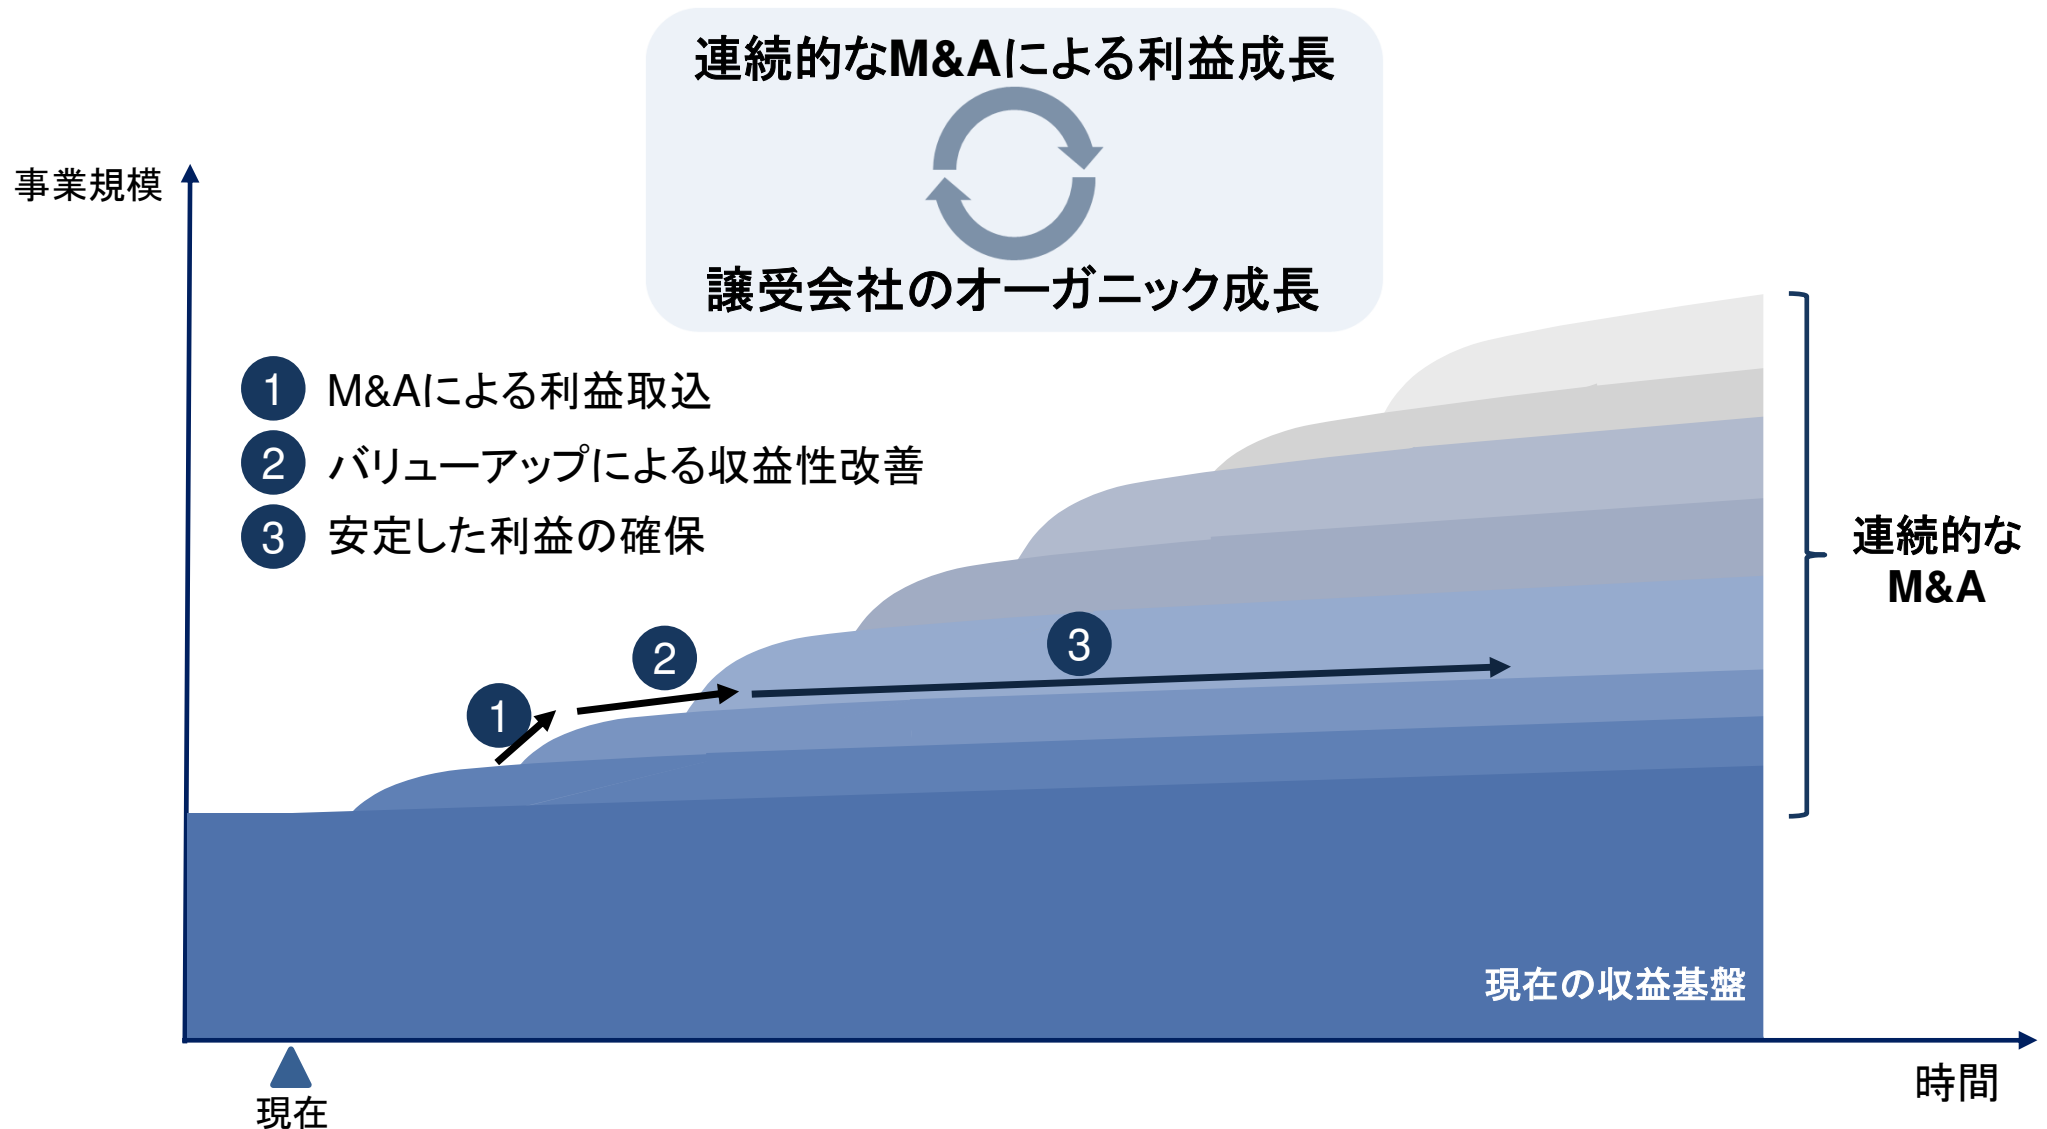 連続的なM&Aによる利益成長
譲受会社のオーガニック成長
事業規模
1 M&Aによる利益取込
2 バリューアップによる収益性改善
3 安定した利益の確保
1
2
3
連続的な
M&A
現在の収益基盤
現在
時間